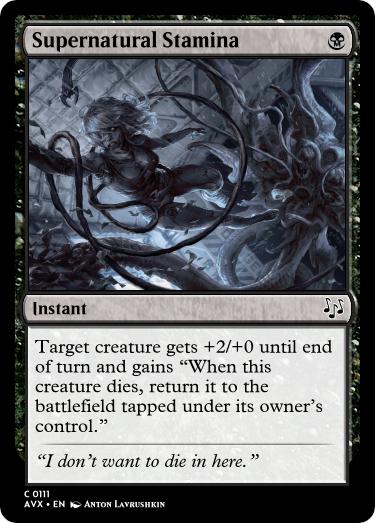 Supernatural Stamina
Instant
Target creature gets +2/+0 until end
of turn and gains “When this
creature dies, return it to the
battlefield tapped under its owner’s
control.”
“I don’t want to die in here.”
C 0111
AVX • EN Anton Lavrushkin